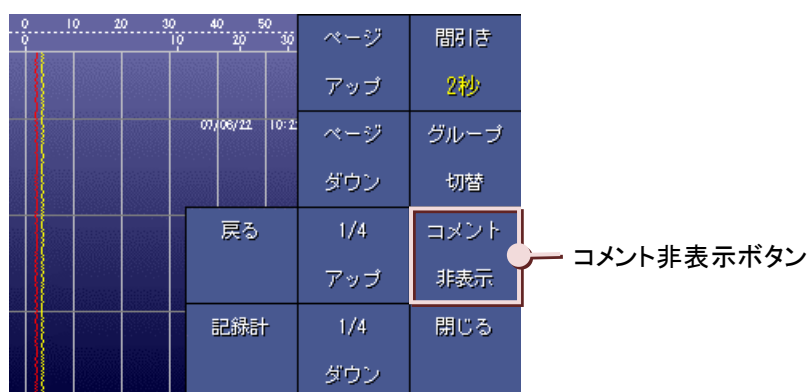 0 10 20 30 40 50
0 10 20 30
07/06/22 10:2
ページ
アップ
間引き
2秒
ページ
ダウン
グループ
切替
戻る
1/4
アップ
コメント
非表示
コメント非表示ボタン
記録計
1/4
ダウン
閉じる